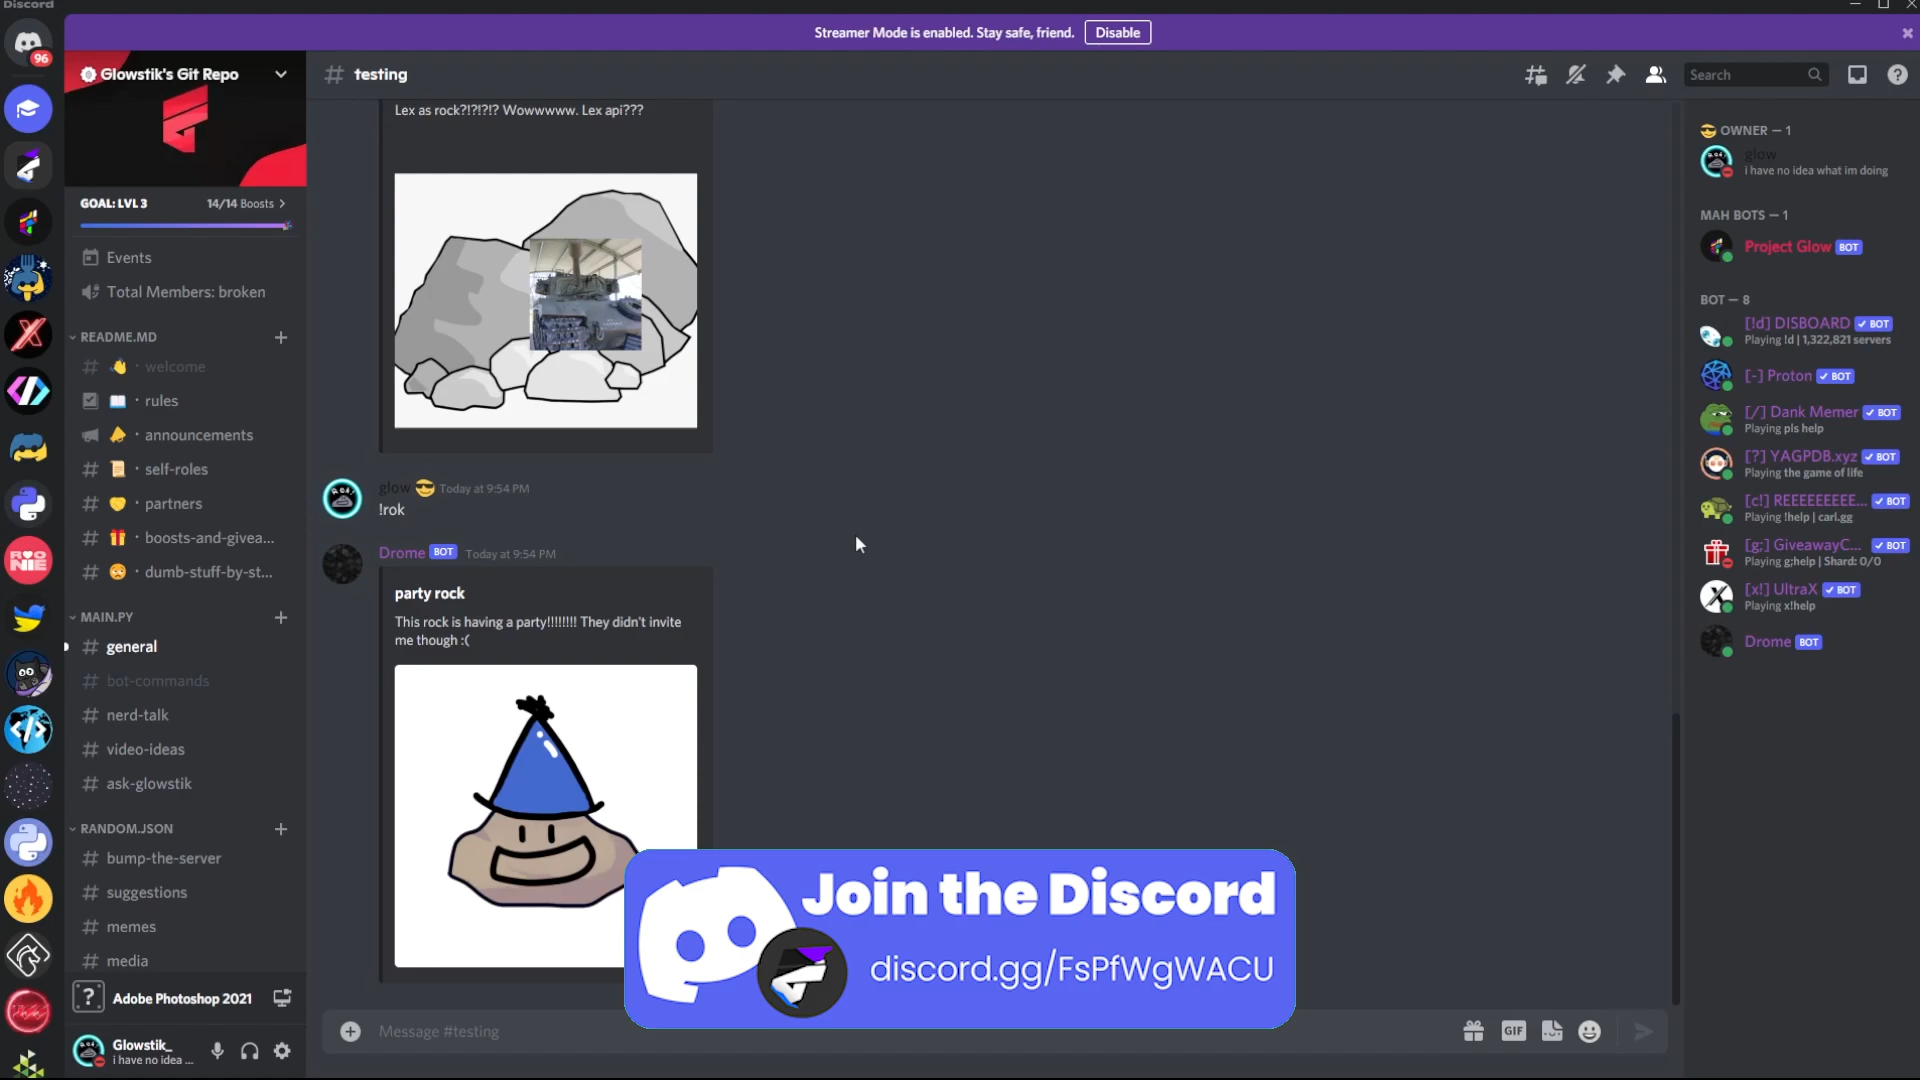 Discord
Streamer Mode is enabled. Stay safe, friend.
Disable
96
Glowstik's Git Repo
GOAL: LVL 3
14/14 Boosts
Events
Total Members: broken
README.MD
welcome
rules
announcements
self-roles
partners
boosts-and-givea...
dumb-stuff-by-st...
MAIN.PY
general
bot-commands
nerd-talk
video-ideas
ask-glowstik
RANDOM.JSON
bump-the-server
suggestions
memes
media
? Adobe Photoshop 2021
Glowstik_
i have no idea ...
# testing
Search
Lex as rock?!?!?!? Wowwwww. Lex api???
glow Today at 9:54 PM
!rok
Drome BOT Today at 9:54 PM
party rock
This rock is having a party!!!!!!!! They didn't invite
me though :(
Join the Discord
discord.gg/FsPfWgWACU
Message #testing
GIF
OWNER — 1
glow
i have no idea what im doing
MAH BOTS — 1
Project Glow BOT
BOT — 8
[!d] DISBOARD BOT
Playing !d | 1,322,821 servers
[-] Proton BOT
[/] Dank Memer BOT
Playing pls help
[?] YAGPDB.xyz BOT
Playing the game of life
[c!] REEEEEEEEE... BOT
Playing !help | carl.gg
[g;] GiveawayC... BOT
Playing g;help | Shard: 0/0
[x!] UltraX BOT
Playing x!help
Drome BOT